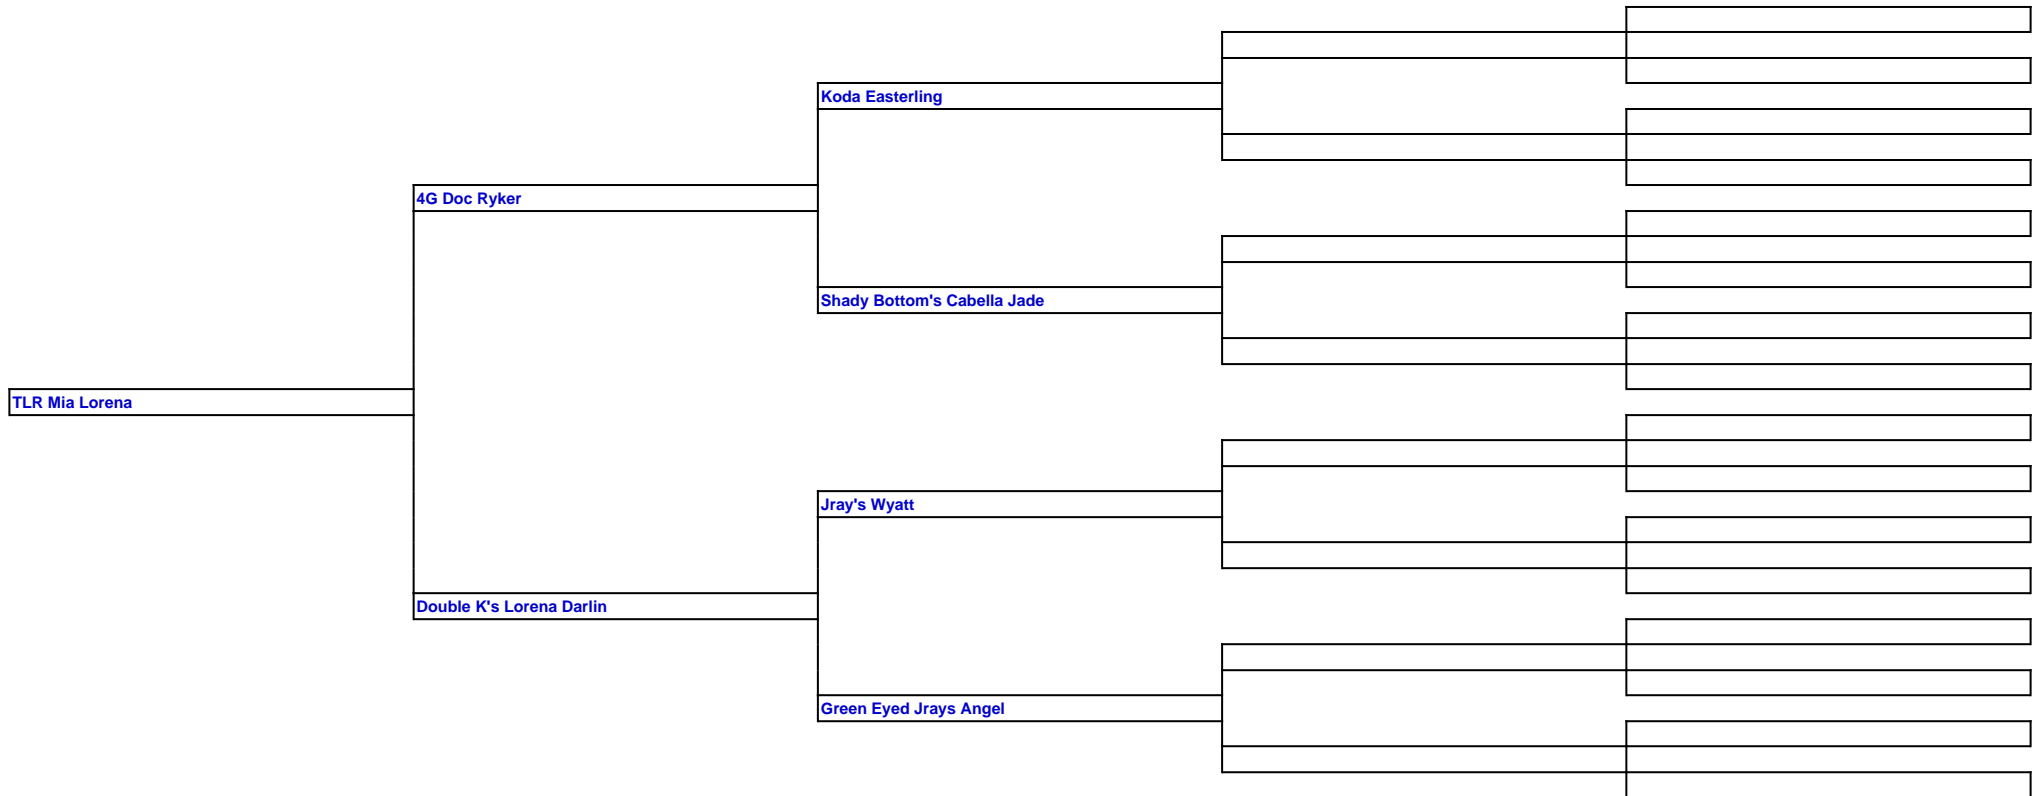 Koda Easterling
4G Doc Ryker
Shady Bottom's Cabella Jade
TLR Mia Lorena
Jray's Wyatt
Double K's Lorena Darlin
Green Eyed Jrays Angel